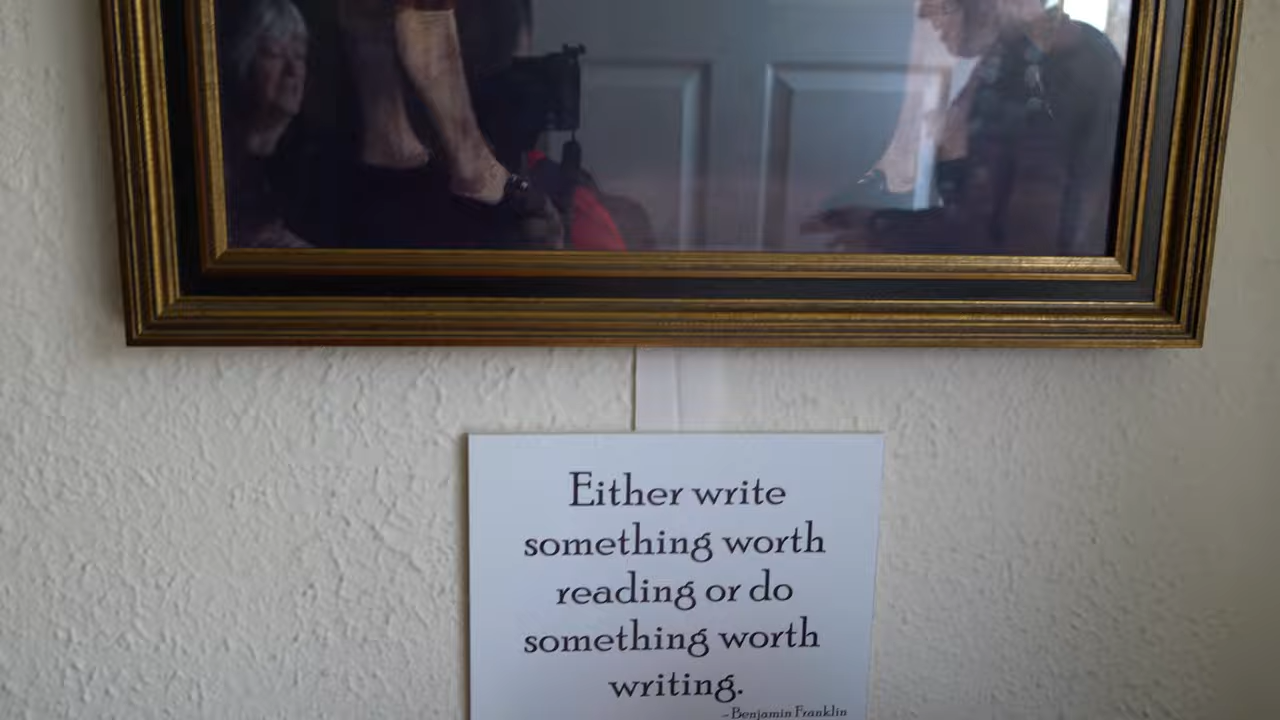 Either write
something worth
reading or do
something worth
writing.
-Benjamin Franklin